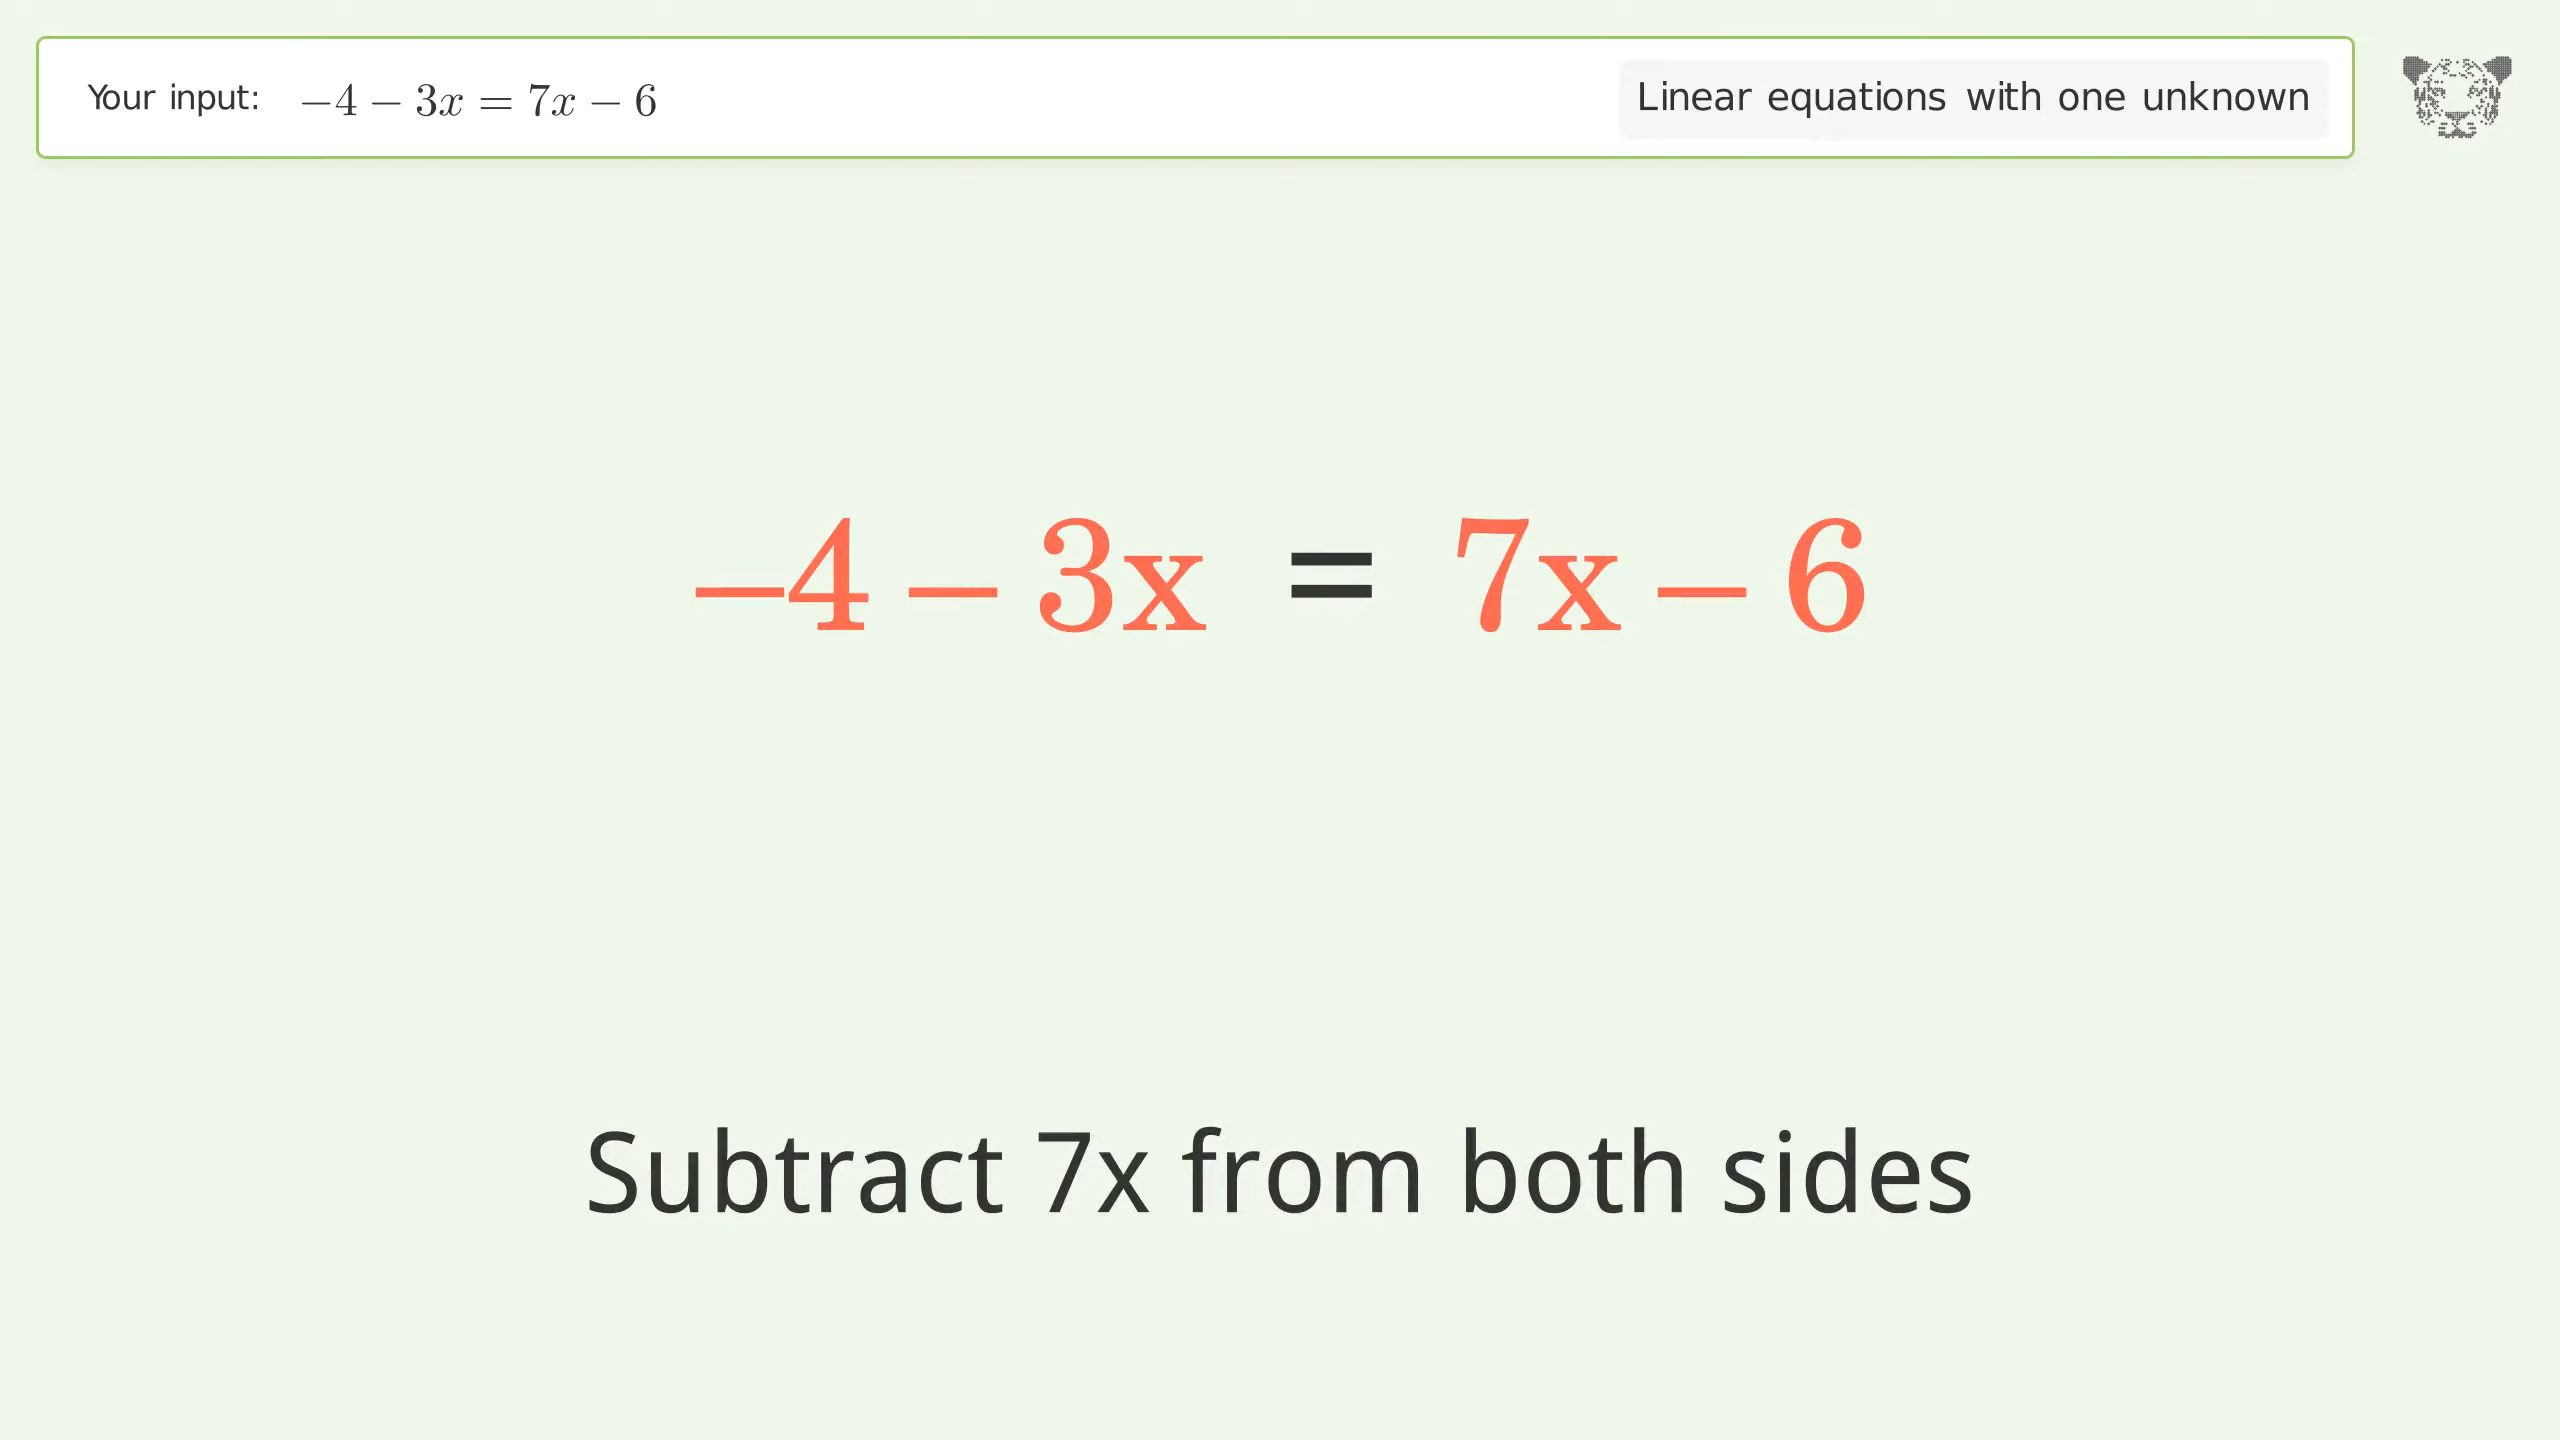 Your input: −4 − 3x = 7x − 6
Linear equations with one unknown
−4 − 3x = 7x − 6
Subtract 7x from both sides